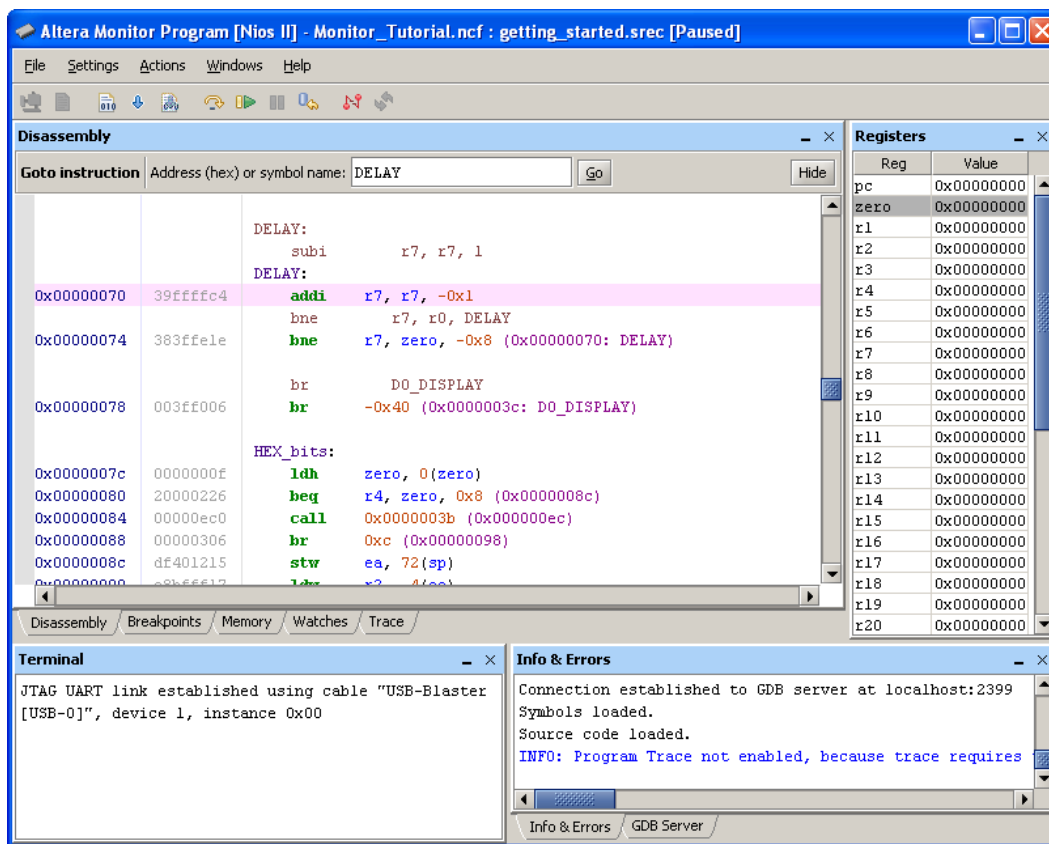 Altera Monitor Program [Nios II] - Monitor_Tutorial.ncf : getting_started.srec [Paused]
File Settings Actions Windows Help
Disassembly
Goto instruction Address (hex) or symbol name: DELAY Go Hide
DELAY:
subi r7, r7, 1
DELAY:
0x00000070 39ffffc4 addi r7, r7, -0x1
bne r7, r0, DELAY
0x00000074 383ffe1e bne r7, zero, -0x8 (0x00000070: DELAY)
br DO_DISPLAY
0x00000078 003ff006 br -0x40 (0x0000003c: DO_DISPLAY)
HEX_bits:
0x0000007c 0000000f ldh zero, 0(zero)
0x00000080 20000226 beq r4, zero, 0x8 (0x0000008c)
0x00000084 00000ec0 call 0x0000003b (0x000000ec)
0x00000088 00000306 br 0xc (0x00000098)
0x0000008c df401215 stw ea, 72(sp)
Disassembly Breakpoints Memory Watches Trace
Registers
Reg Value
pc 0x00000000
zero 0x00000000
r1 0x00000000
r2 0x00000000
r3 0x00000000
r4 0x00000000
r5 0x00000000
r6 0x00000000
r7 0x00000000
r8 0x00000000
r9 0x00000000
r10 0x00000000
r11 0x00000000
r12 0x00000000
r13 0x00000000
r14 0x00000000
r15 0x00000000
r16 0x00000000
r17 0x00000000
r18 0x00000000
r19 0x00000000
r20 0x00000000
Terminal
JTAG UART link established using cable "USB-Blaster
[USB-0]", device 1, instance 0x00
Info & Errors
Connection established to GDB server at localhost:2399
Symbols loaded.
Source code loaded.
INFO: Program Trace not enabled, because trace requires
Info & Errors GDB Server